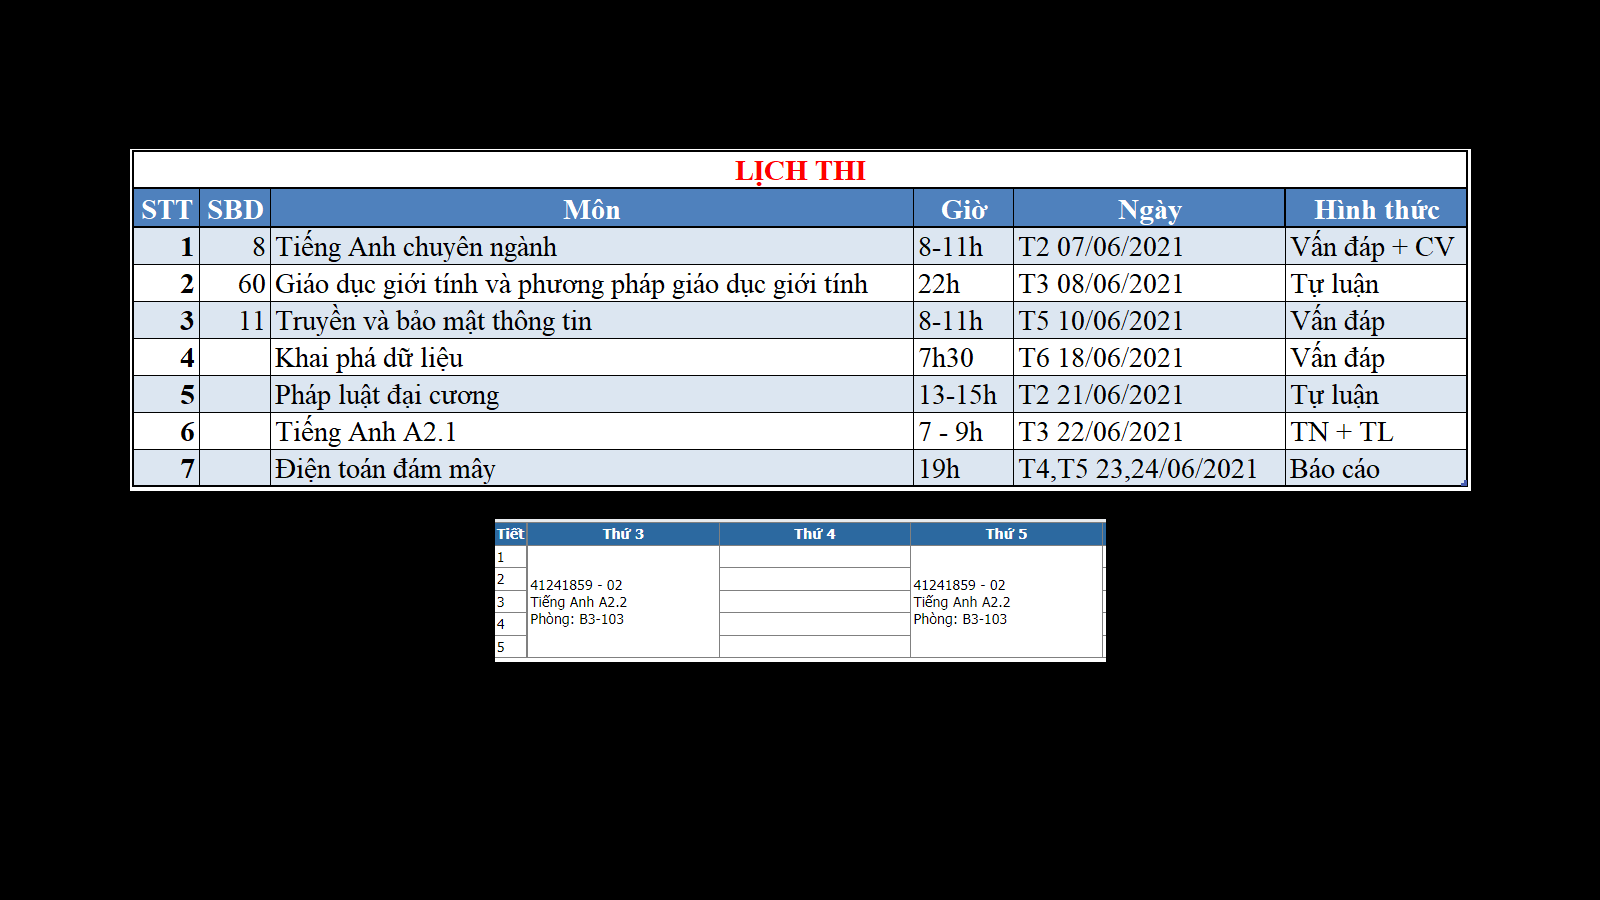 LỊCH THI
STT SBD Môn Giờ Ngày Hình thức
1 8 Tiếng Anh chuyên ngành 8-11h T2 07/06/2021 Vấn đáp + CV
2 60 Giáo dục giới tính và phương pháp giáo dục giới tính 22h T3 08/06/2021 Tự luận
3 11 Truyền và bảo mật thông tin 8-11h T5 10/06/2021 Vấn đáp
4 Khai phá dữ liệu 7h30 T6 18/06/2021 Vấn đáp
5 Pháp luật đại cương 13-15h T2 21/06/2021 Tự luận
6 Tiếng Anh A2.1 7 - 9h T3 22/06/2021 TN + TL
7 Điện toán đám mây 19h T4,T5 23,24/06/2021 Báo cáo
Tiết Thứ 3 Thứ 4 Thứ 5
1
2 41241859 - 02 41241859 - 02
3 Tiếng Anh A2.2 Tiếng Anh A2.2
4 Phòng: B3-103 Phòng: B3-103
5